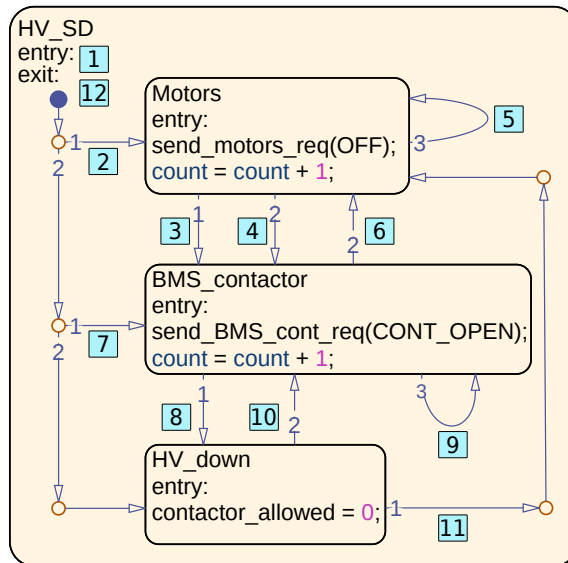 HV_SD
entry: 1
exit:
12
Motors
entry:
send_motors_req(OFF);
count = count + 1;
1
2
2
3
5
1
3
2
4
2
6
BMS_contactor
entry:
send_BMS_cont_req(CONT_OPEN);
count = count + 1;
1
7
2
1
8
10
2
3
9
HV_down
entry:
contactor_allowed = 0;
1
11